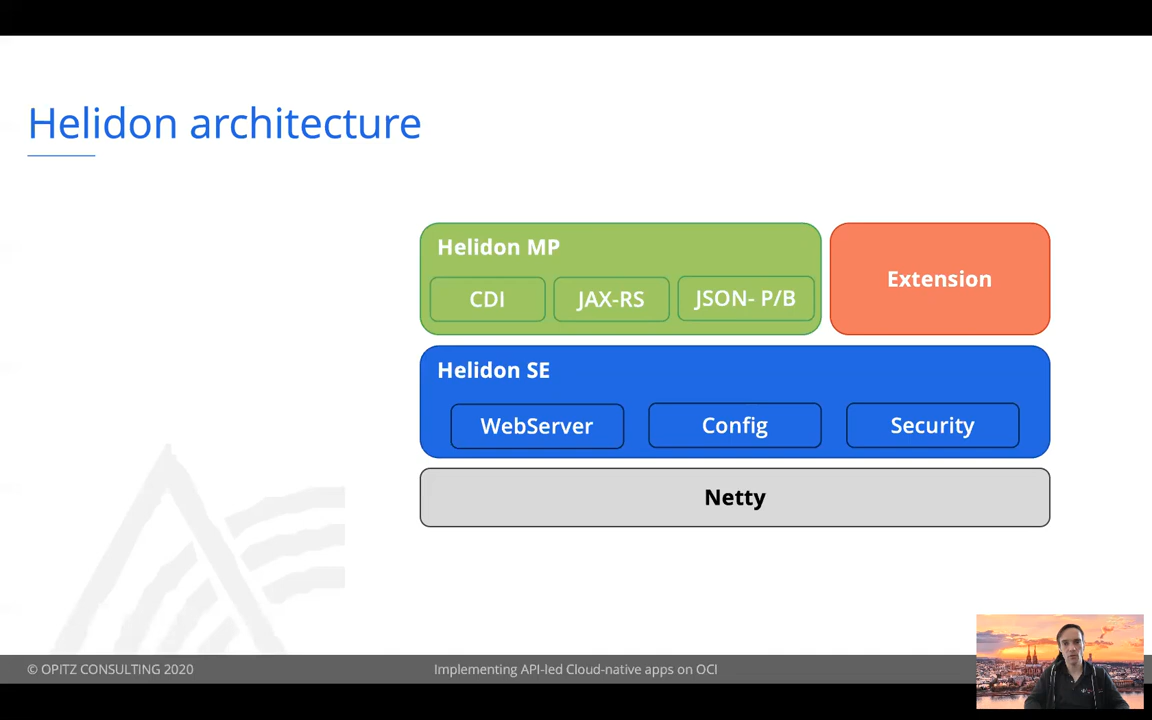 Helidon architecture
Helidon MP
CDI
JAX-RS
JSON- P/B
Extension
Helidon SE
WebServer
Config
Security
Netty
© OPITZ CONSULTING 2020
Implementing API-led Cloud-native apps on OCI